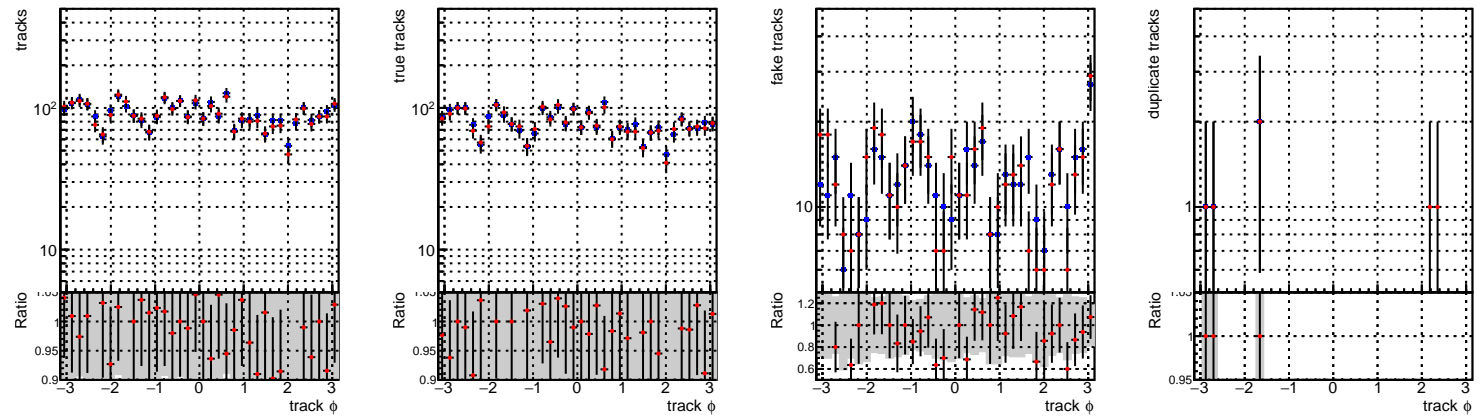 tracks
10²
10
Ratio
1.05
1
0.95
0.9
−3 −2 −1 0 1 2 3
track ϕ
true tracks
10²
10
Ratio
1.05
1
0.95
0.9
−3 −2 −1 0 1 2 3
track ϕ
fake tracks
10
Ratio
1.2
1
0.8
0.6
−3 −2 −1 0 1 2 3
track ϕ
duplicate tracks
1
Ratio
1.05
1
0.95
−3 −2 −1 0 1 2 3
track ϕ